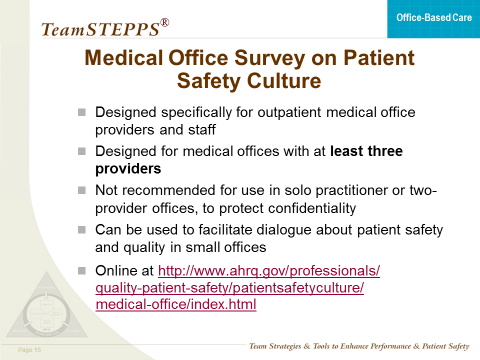 Office-Based Care
TeamSTEPPS®
Medical Office Survey on Patient
Safety Culture
Designed specifically for outpatient medical office
providers and staff
Designed for medical offices with at least three
providers
Not recommended for use in solo practitioner or two-
provider offices, to protect confidentiality
Can be used to facilitate dialogue about patient safety
and quality in small offices
Online at http://www.ahrq.gov/professionals/
quality-patient-safety/patientsafetyculture/
medical-office/index.html
Page 15
Team Strategies & Tools to Enhance Performance & Patient Safety